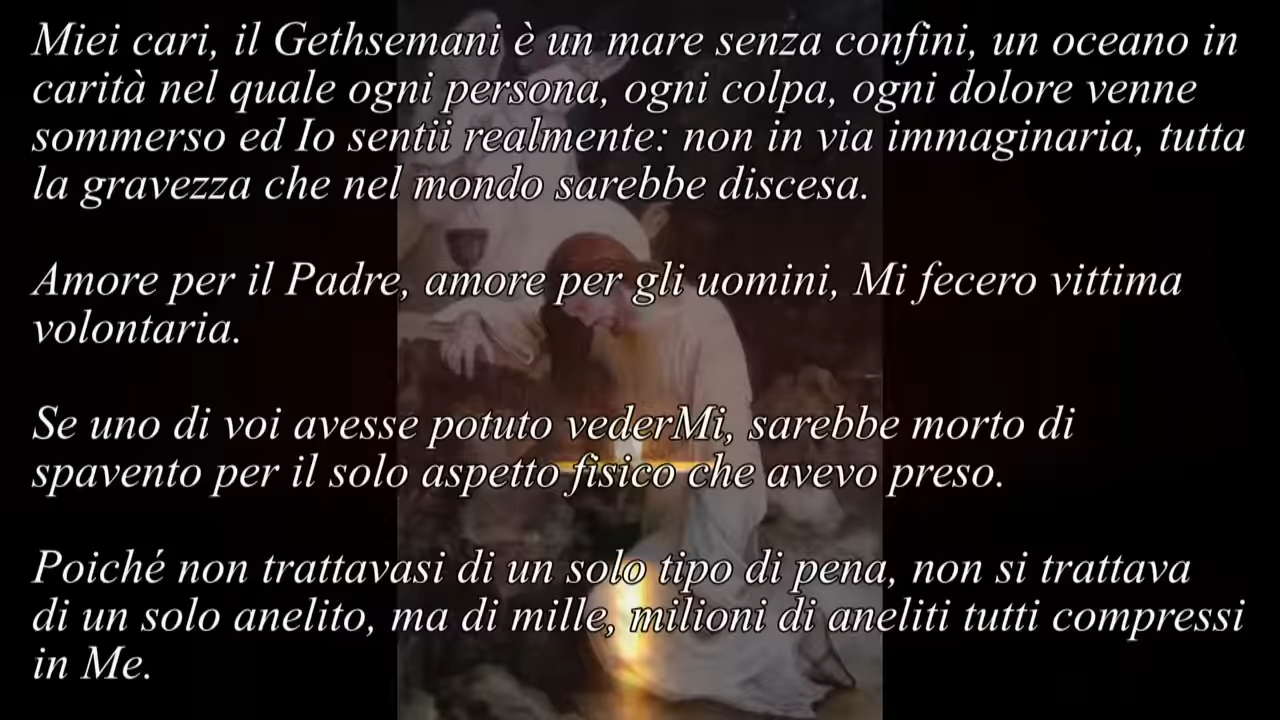 Miei cari, il Gethsemani è un mare senza confini, un oceano in
carità nel quale ogni persona, ogni colpa, ogni dolore venne
sommerso ed Io sentii realmente: non in via immaginaria, tutta
la gravezza che nel mondo sarebbe discesa.
Amore per il Padre, amore per gli uomini, Mi fecero vittima
volontaria.
Se uno di voi avesse potuto vederMi, sarebbe morto di
spavento per il solo aspetto fisico che avevo preso.
Poiché non trattavasi di un solo tipo di pena, non si trattava
di un solo anelito, ma di mille, milioni di aneliti tutti compressi
in Me.